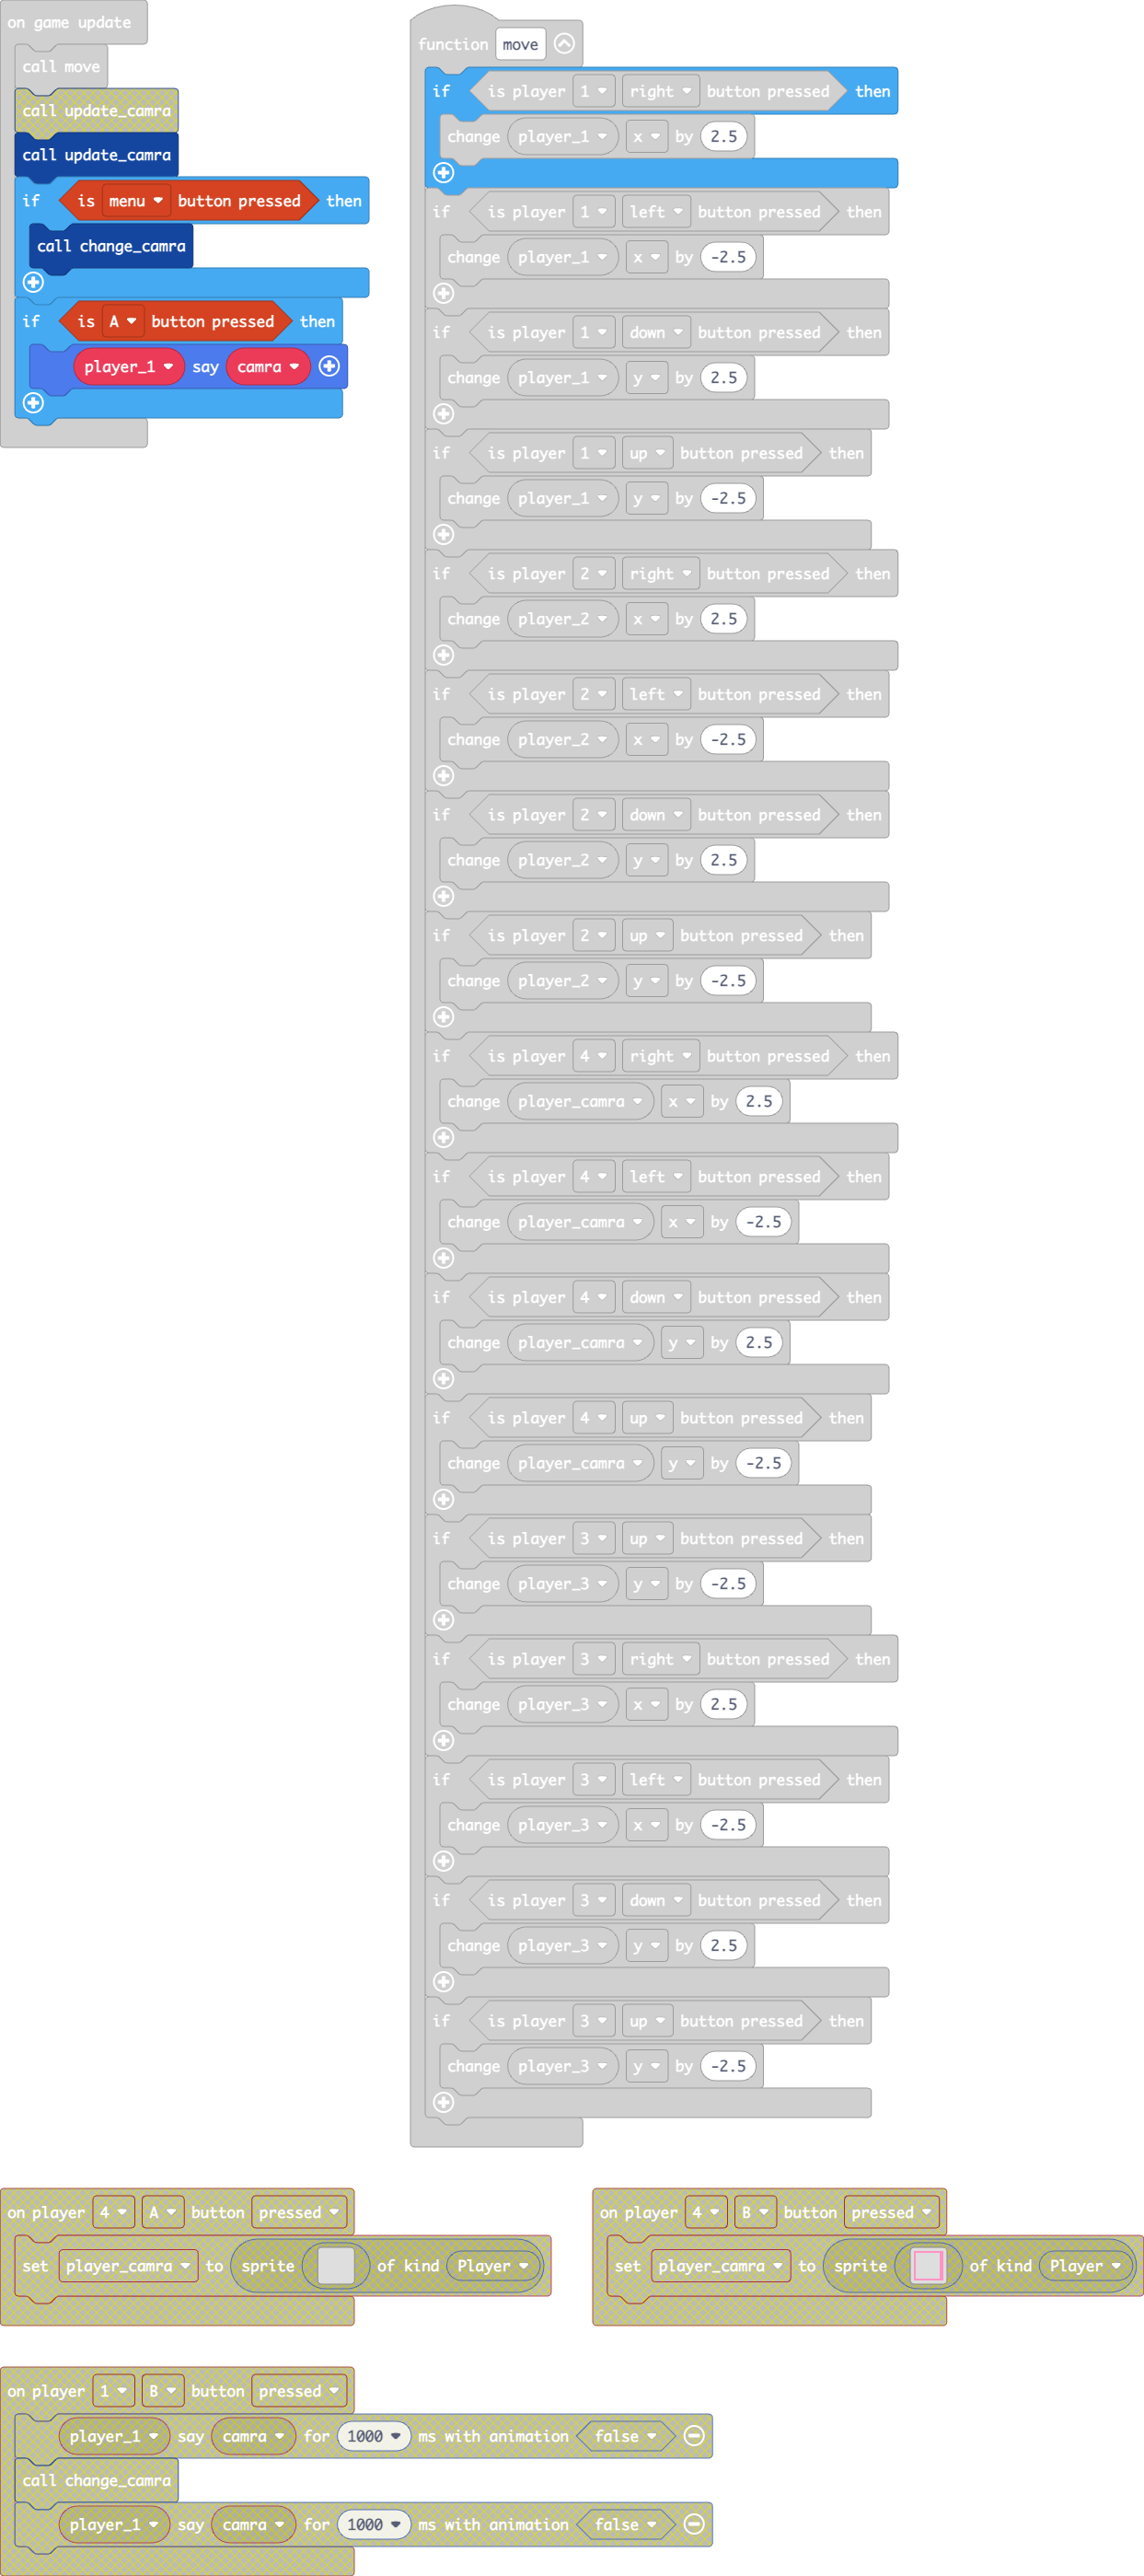 on game update
call move
call update_camra
call update_camra
if is menu button pressed then
call change_camra
if is A button pressed then
player_1 say camra
function move
if is player 1 right button pressed then
change player_1 x by 2.5
if is player 1 left button pressed then
change player_1 x by -2.5
if is player 1 down button pressed then
change player_1 y by 2.5
if is player 1 up button pressed then
change player_1 y by -2.5
if is player 2 right button pressed then
change player_2 x by 2.5
if is player 2 left button pressed then
change player_2 x by -2.5
if is player 2 down button pressed then
change player_2 y by 2.5
if is player 2 up button pressed then
change player_2 y by -2.5
if is player 4 right button pressed then
change player_camra x by 2.5
if is player 4 left button pressed then
change player_camra x by -2.5
if is player 4 down button pressed then
change player_camra y by 2.5
if is player 4 up button pressed then
change player_camra y by -2.5
if is player 3 up button pressed then
change player_3 y by -2.5
if is player 3 right button pressed then
change player_3 x by 2.5
if is player 3 left button pressed then
change player_3 x by -2.5
if is player 3 down button pressed then
change player_3 y by 2.5
if is player 3 up button pressed then
change player_3 y by -2.5
on player 4 A button pressed
set player_camra to sprite of kind Player
on player 4 B button pressed
set player_camra to sprite of kind Player
on player 1 B button pressed
player_1 say camra for 1000 ms with animation false
call change_camra
player_1 say camra for 1000 ms with animation false